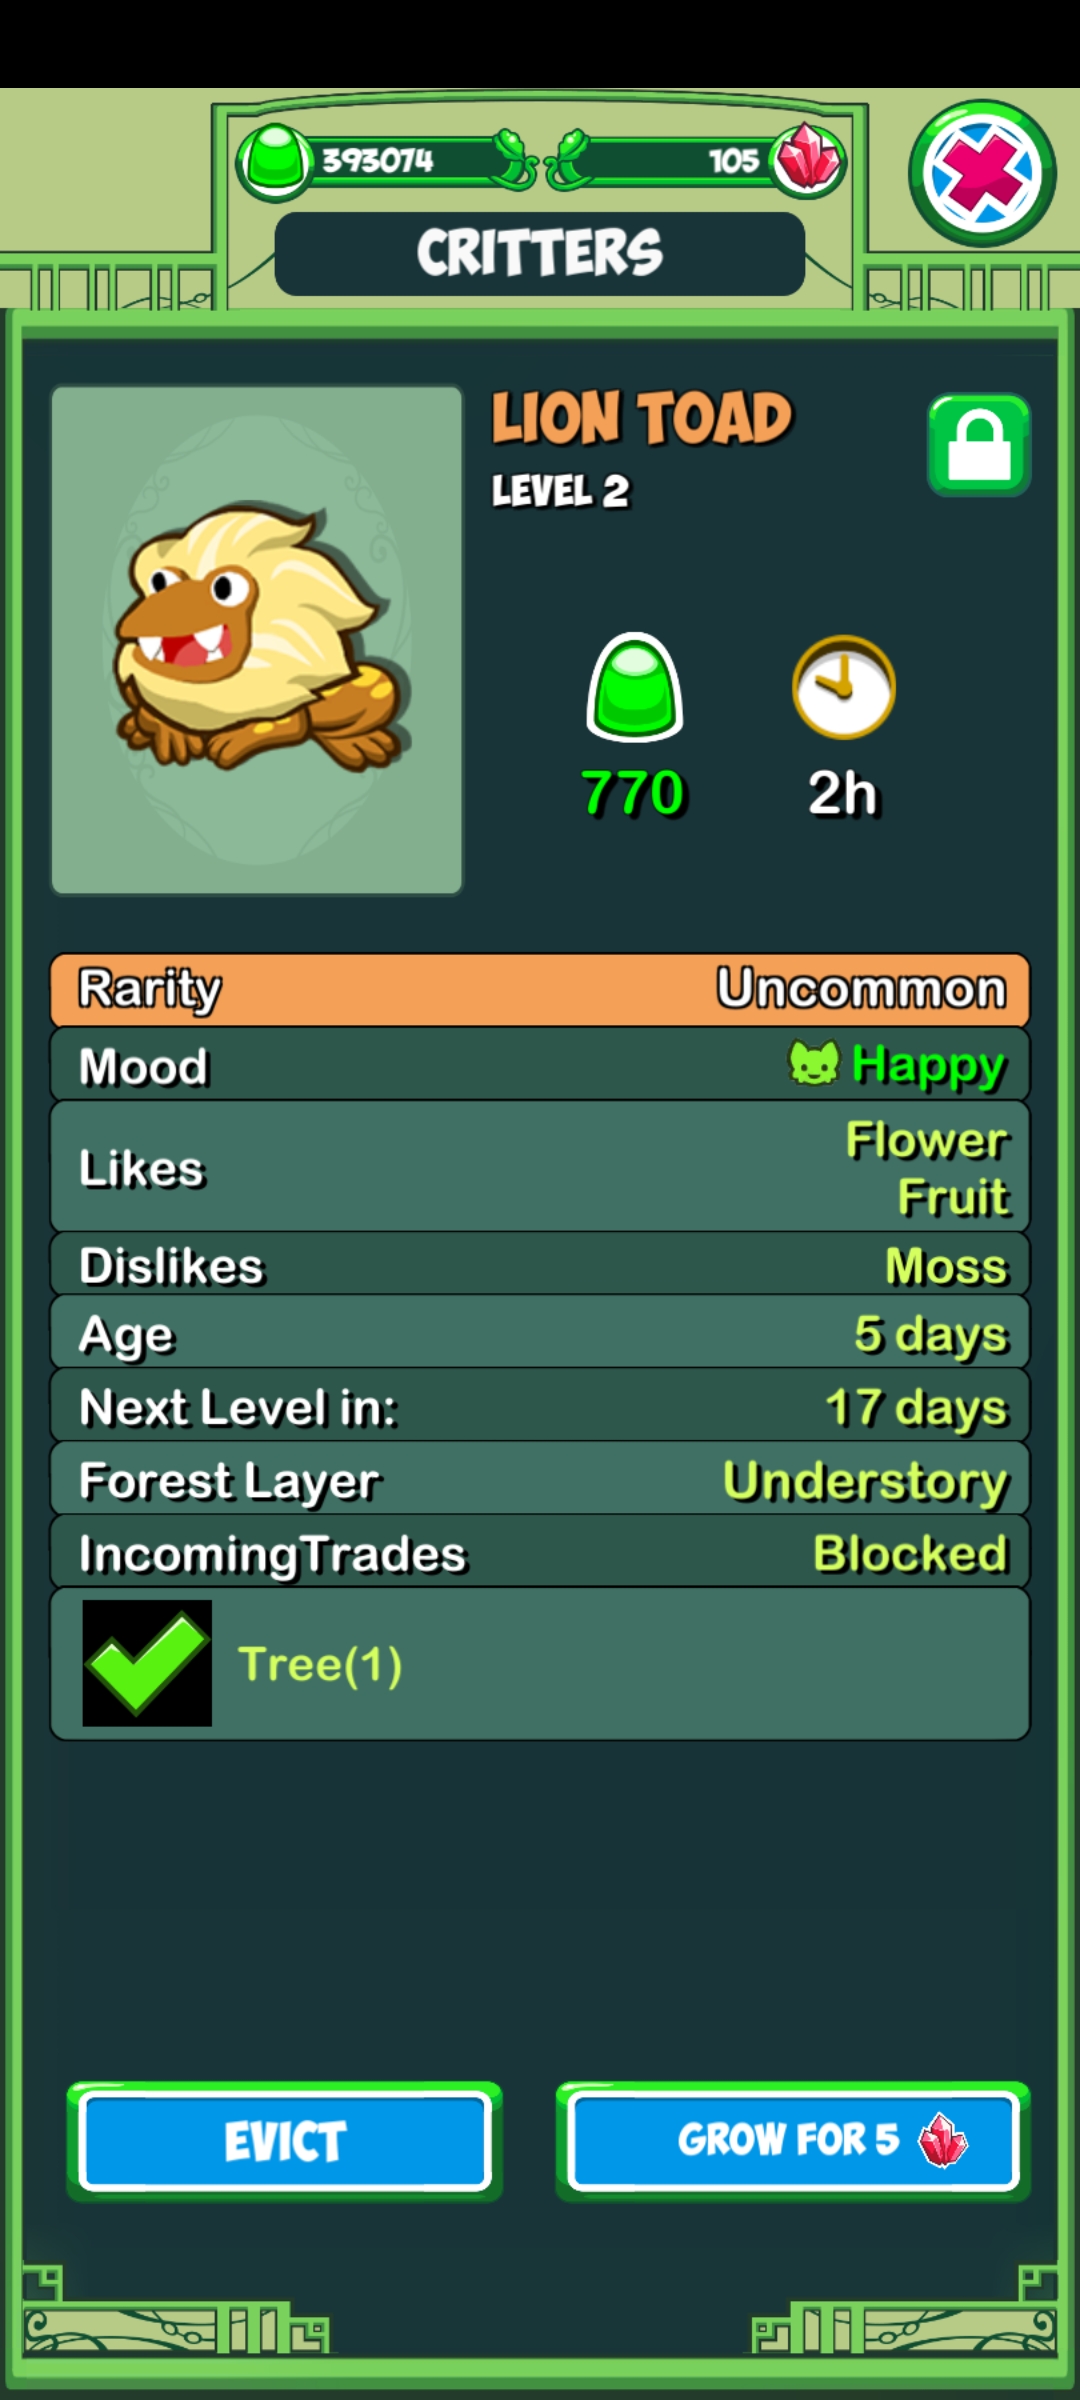 393074
105
CRITTERS
LION TOAD
LEVEL 2
770
2h
Rarity Uncommon
Mood Happy
Likes Flower
Fruit
Dislikes Moss
Age 5 days
Next Level in: 17 days
Forest Layer Understory
IncomingTrades Blocked
Tree(1)
EVICT
GROW FOR 5